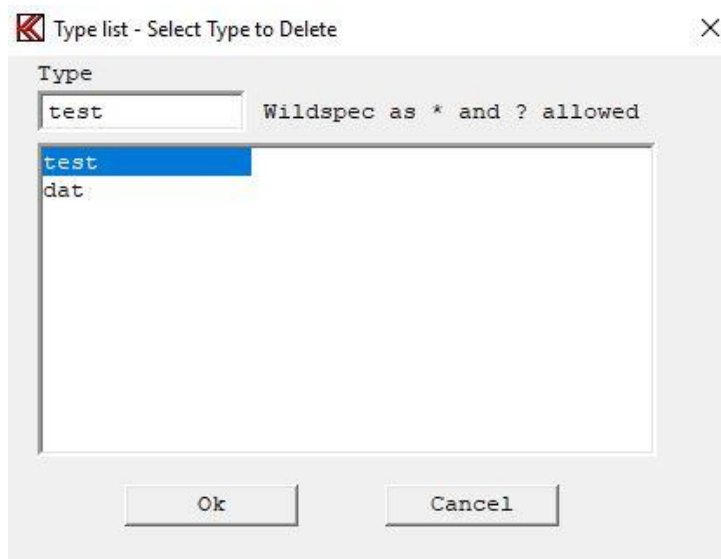 Type list - Select Type to Delete
Type
test Wildspec as * and ? allowed
test
dat
Ok Cancel